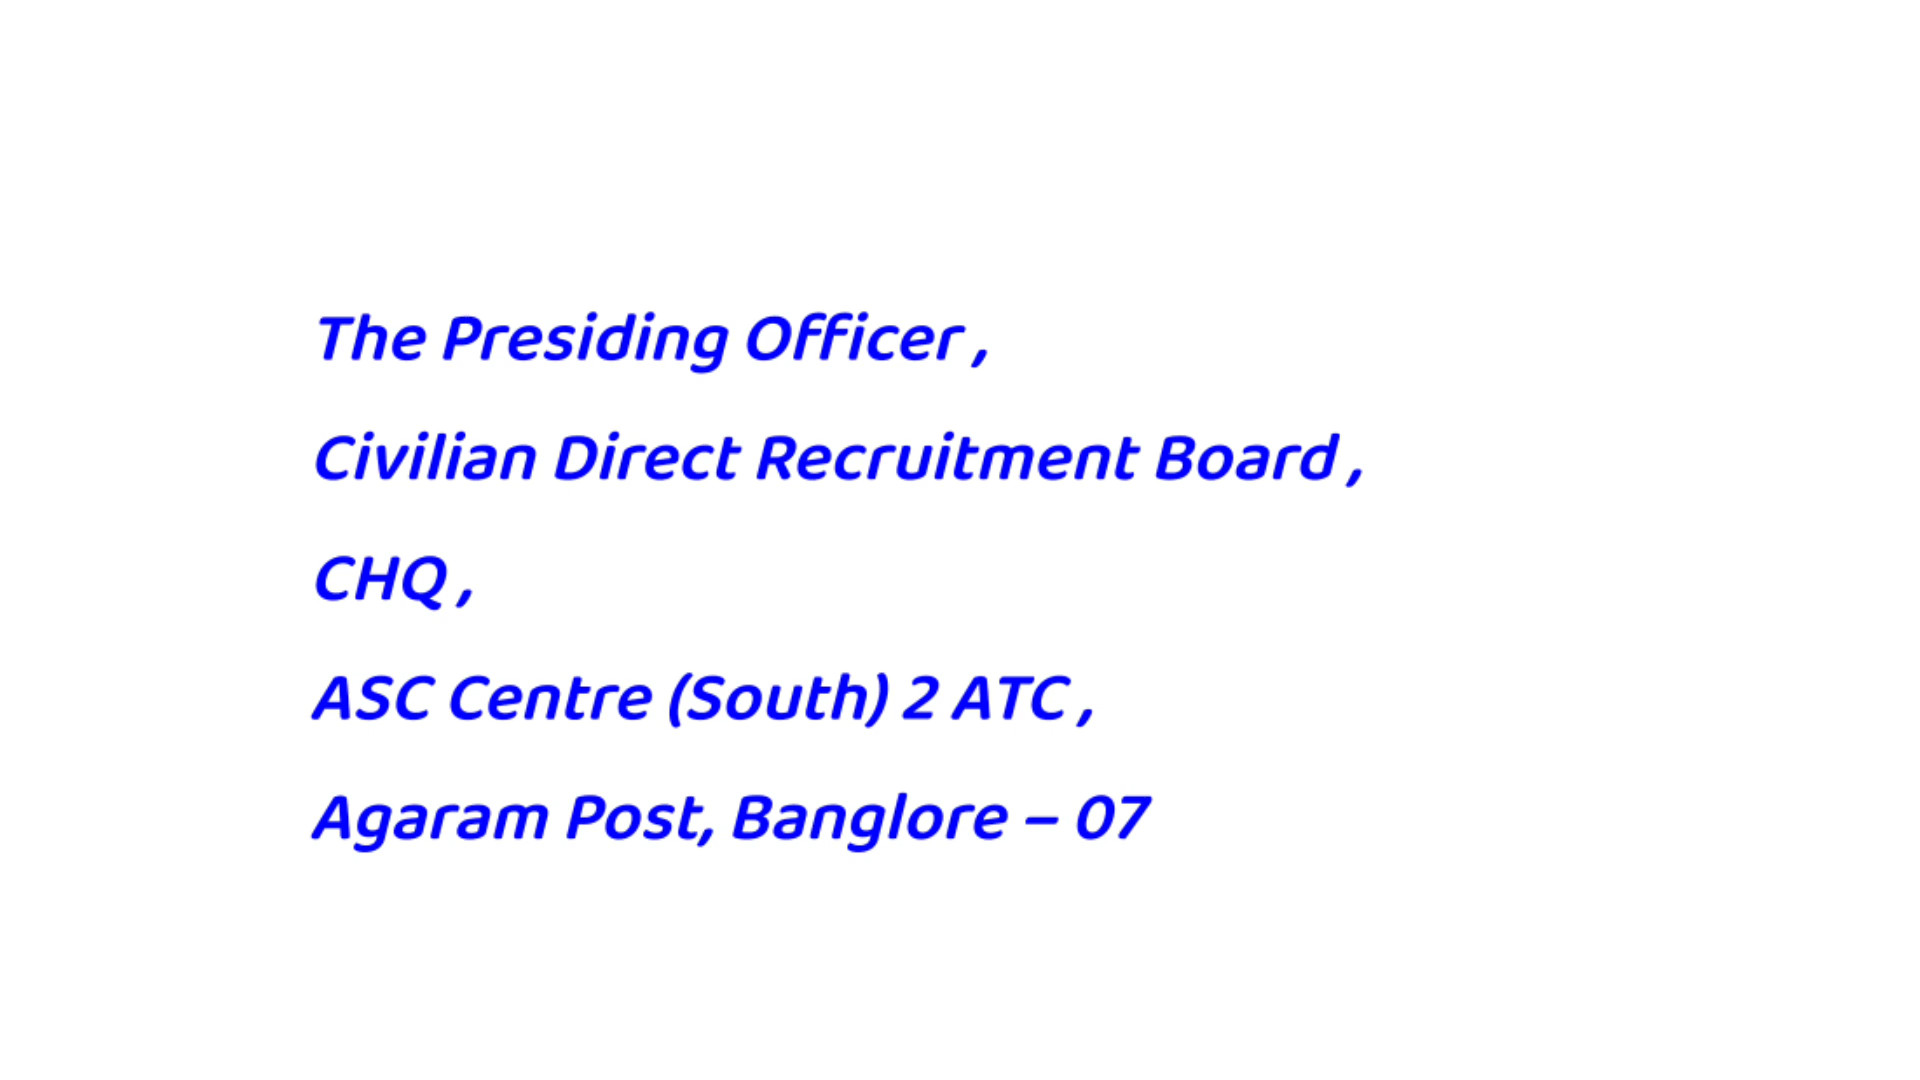 The Presiding Officer ,
Civilian Direct Recruitment Board ,
CHQ ,
ASC Centre (South) 2 ATC ,
Agaram Post, Banglore – 07